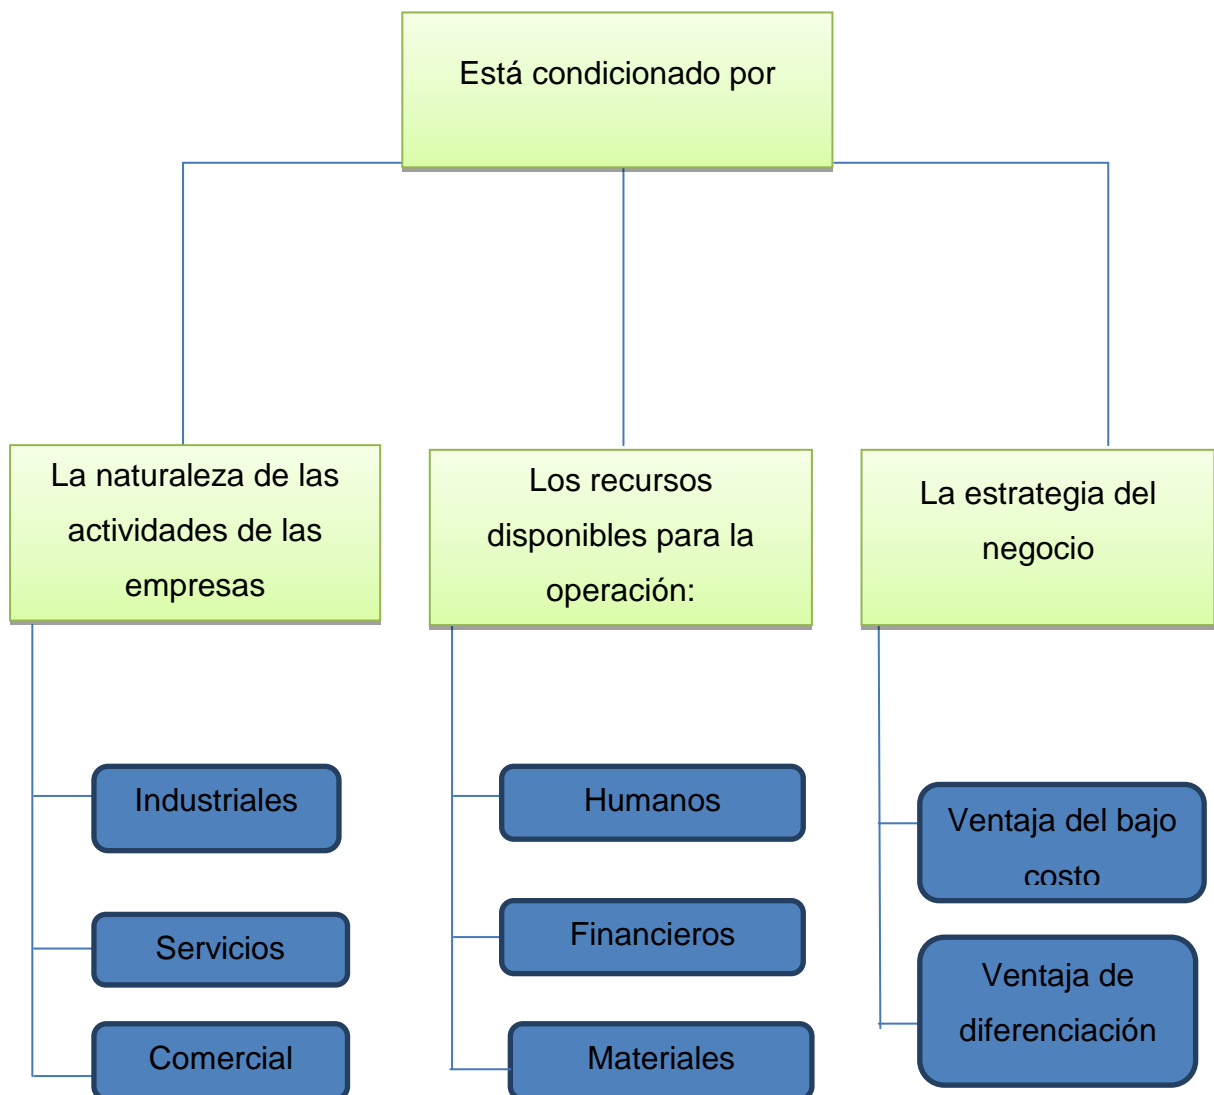 Está condicionado por
La naturaleza de las
actividades de las
empresas
Los recursos
disponibles para la
operación:
La estrategia del
negocio
Industriales
Servicios
Comercial
Humanos
Financieros
Materiales
Ventaja del bajo
costo
Ventaja de
diferenciación